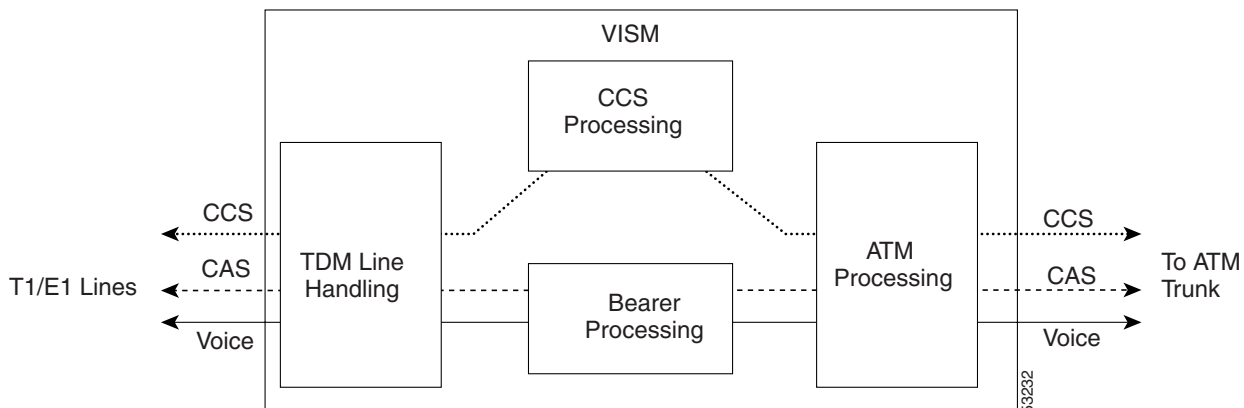 VISM
CCS
Processing
CCS
CAS
Voice
T1/E1 Lines
TDM Line
Handling
Bearer
Processing
ATM
Processing
CCS
CAS
Voice
To ATM
Trunk
53232